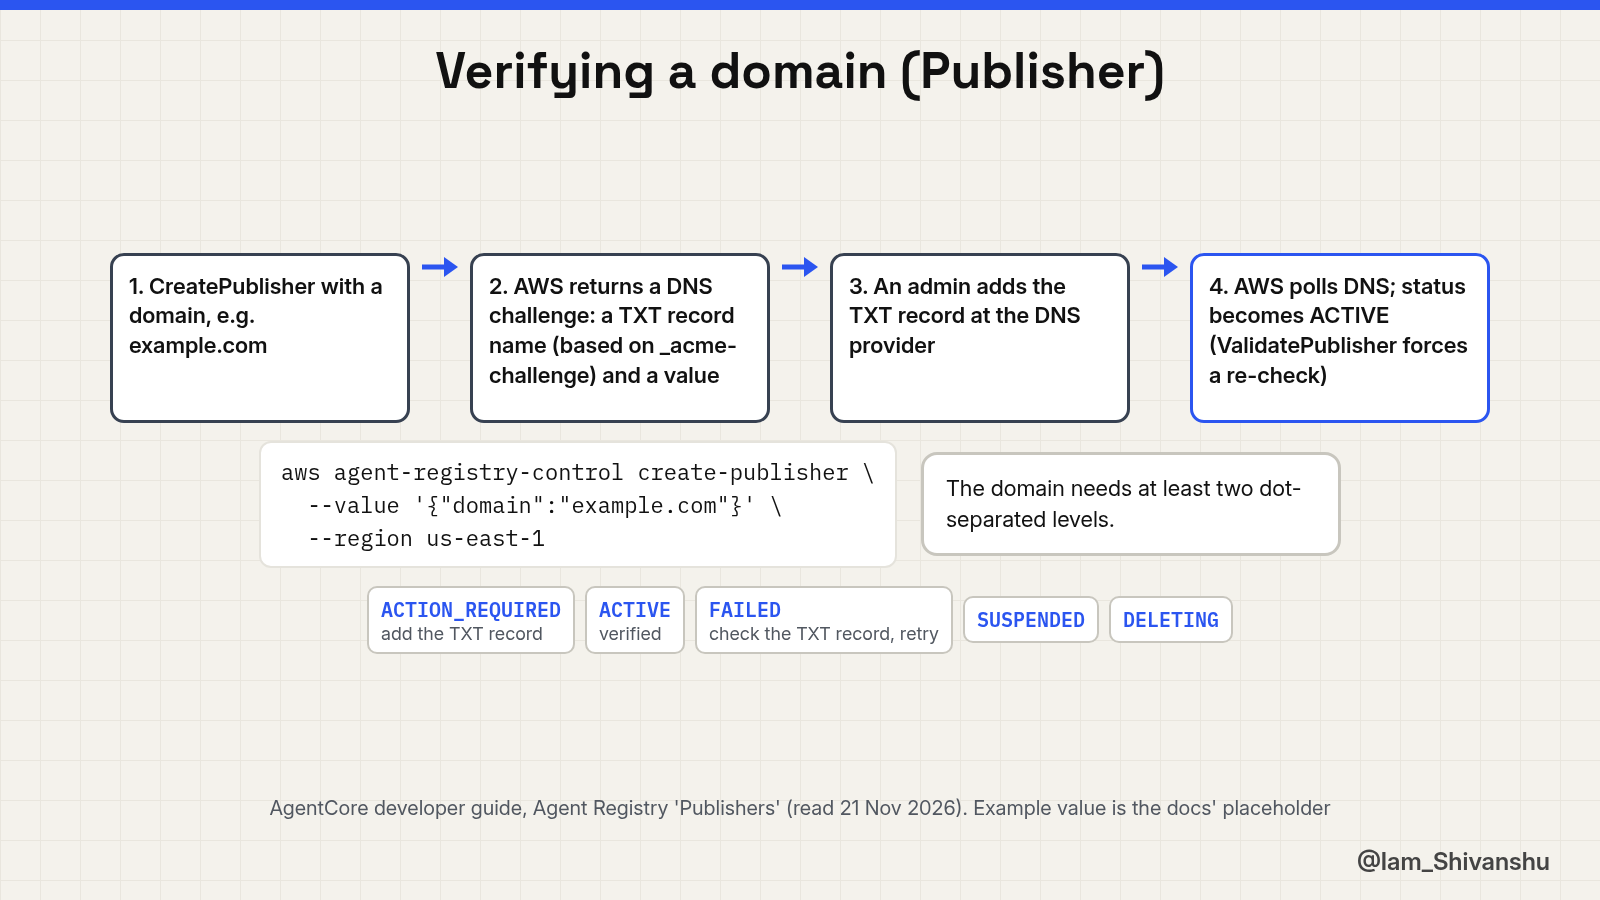 Verifying a domain (Publisher)
1. CreatePublisher with a
domain, e.g.
example.com
2. AWS returns a DNS
challenge: a TXT record
name (based on _acme-
challenge) and a value
3. An admin adds the
TXT record at the DNS
provider
4. AWS polls DNS; status
becomes ACTIVE
(ValidatePublisher forces
a re-check)
aws agent-registry-control create-publisher \
  --value '{"domain":"example.com"}' \
  --region us-east-1
The domain needs at least two dot-
separated levels.
ACTION_REQUIRED
add the TXT record
ACTIVE
verified
FAILED
check the TXT record, retry
SUSPENDED
DELETING
AgentCore developer guide, Agent Registry 'Publishers' (read 21 Nov 2026). Example value is the docs' placeholder
@Iam_Shivanshu